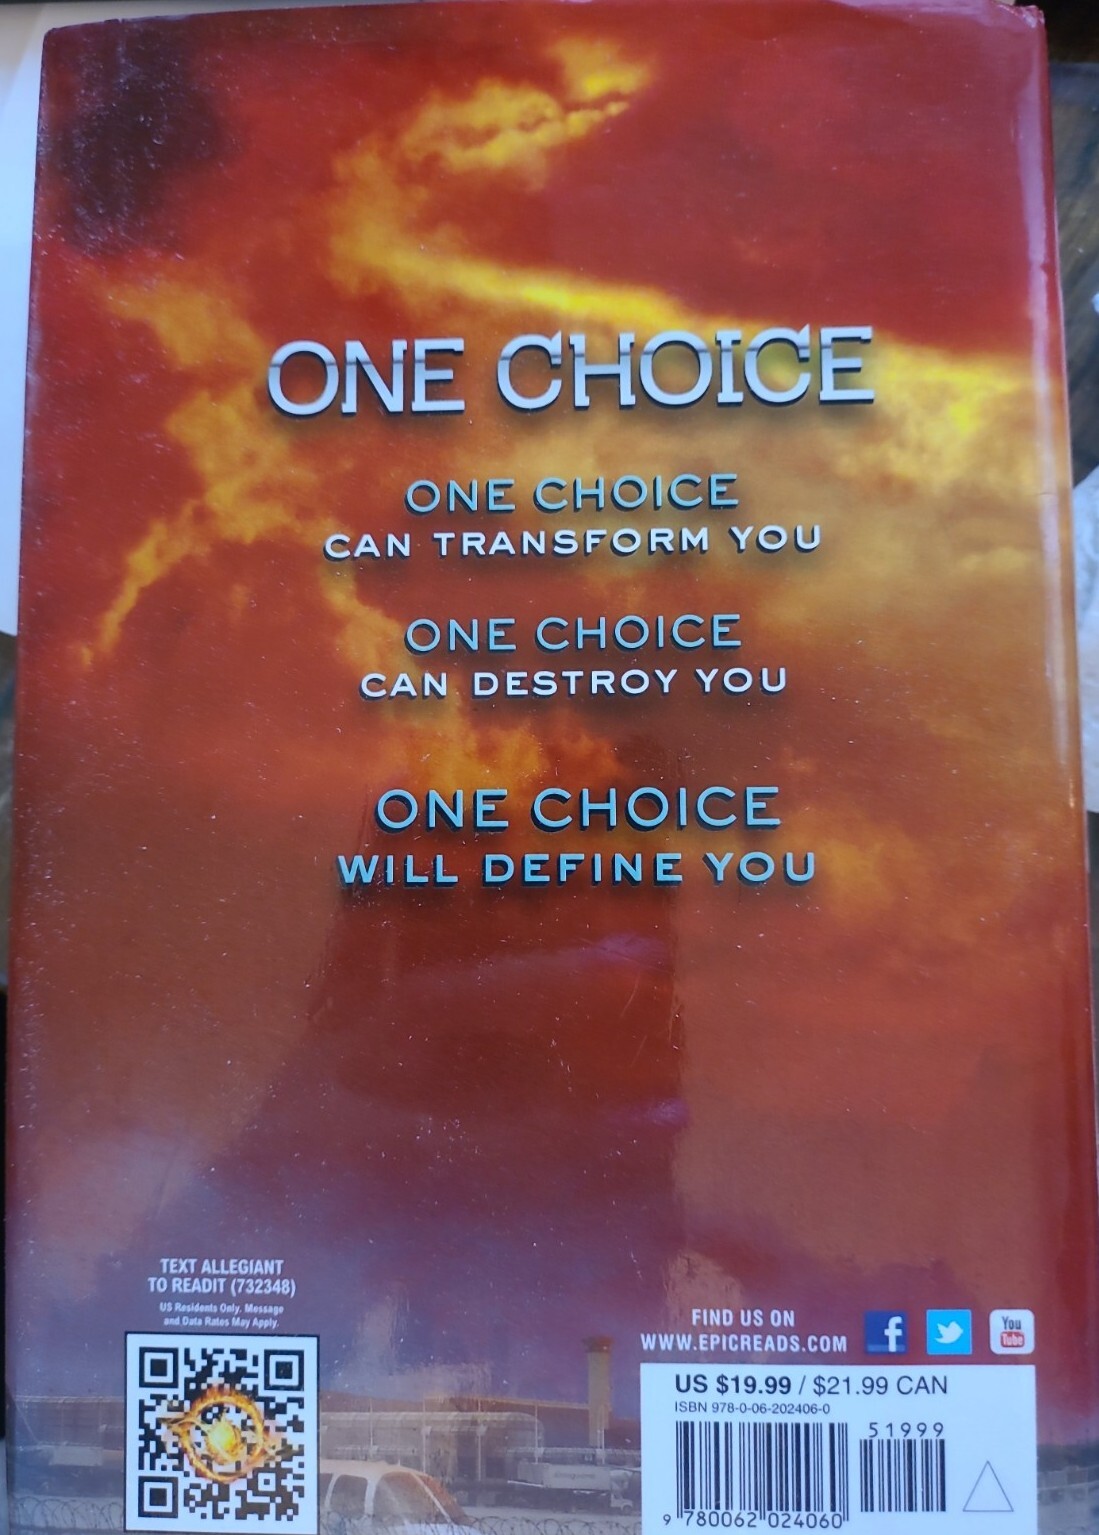 ONE CHOICE
ONE CHOICE
CAN TRANSFORM YOU
ONE CHOICE
CAN DESTROY YOU
ONE CHOICE
WILL DEFINE YOU
TEXT ALLEGIANT
TO READIT (732348)
US Residents Only. Message
and Data Rates May Apply.
FIND US ON
WWW.EPICREADS.COM
f
You
Tube
US $19.99 / $21.99 CAN
ISBN 978-0-06-202406-0
51999
9 780062 024060